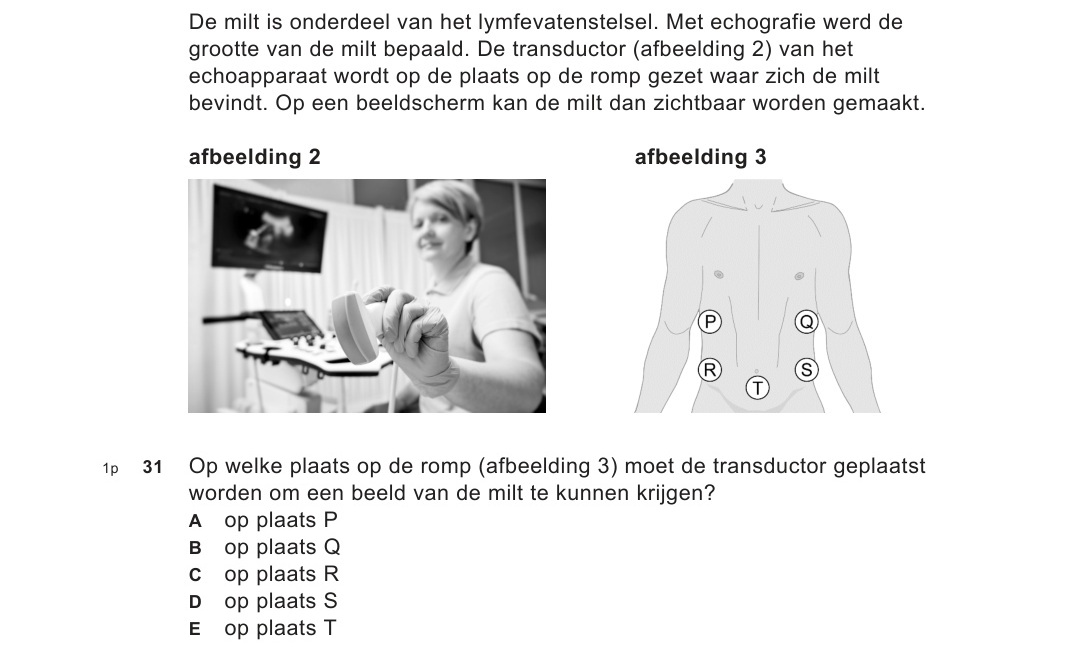 De milt is onderdeel van het lymfevatenstelsel. Met echografie werd de
grootte van de milt bepaald. De transductor (afbeelding 2) van het
echoapparaat wordt op de plaats op de romp gezet waar zich de milt
bevindt. Op een beeldscherm kan de milt dan zichtbaar worden gemaakt.
afbeelding 2
afbeelding 3
P
Q
R
S
T
1p 31 Op welke plaats op de romp (afbeelding 3) moet de transductor geplaatst
worden om een beeld van de milt te kunnen krijgen?
A op plaats P
B op plaats Q
C op plaats R
D op plaats S
E op plaats T